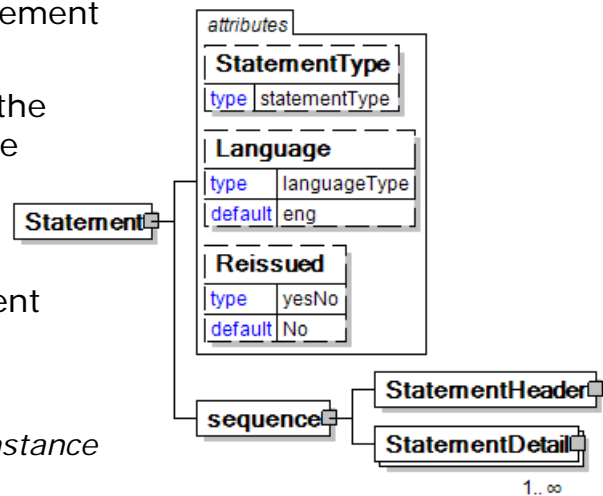 ement
the
e
ent
nstance
attributes
StatementType
type statementType
Language
type languageType
default eng
Reissued
type yesNo
default No
Statement
sequence
StatementHeader
StatementDetail
1.. ∞